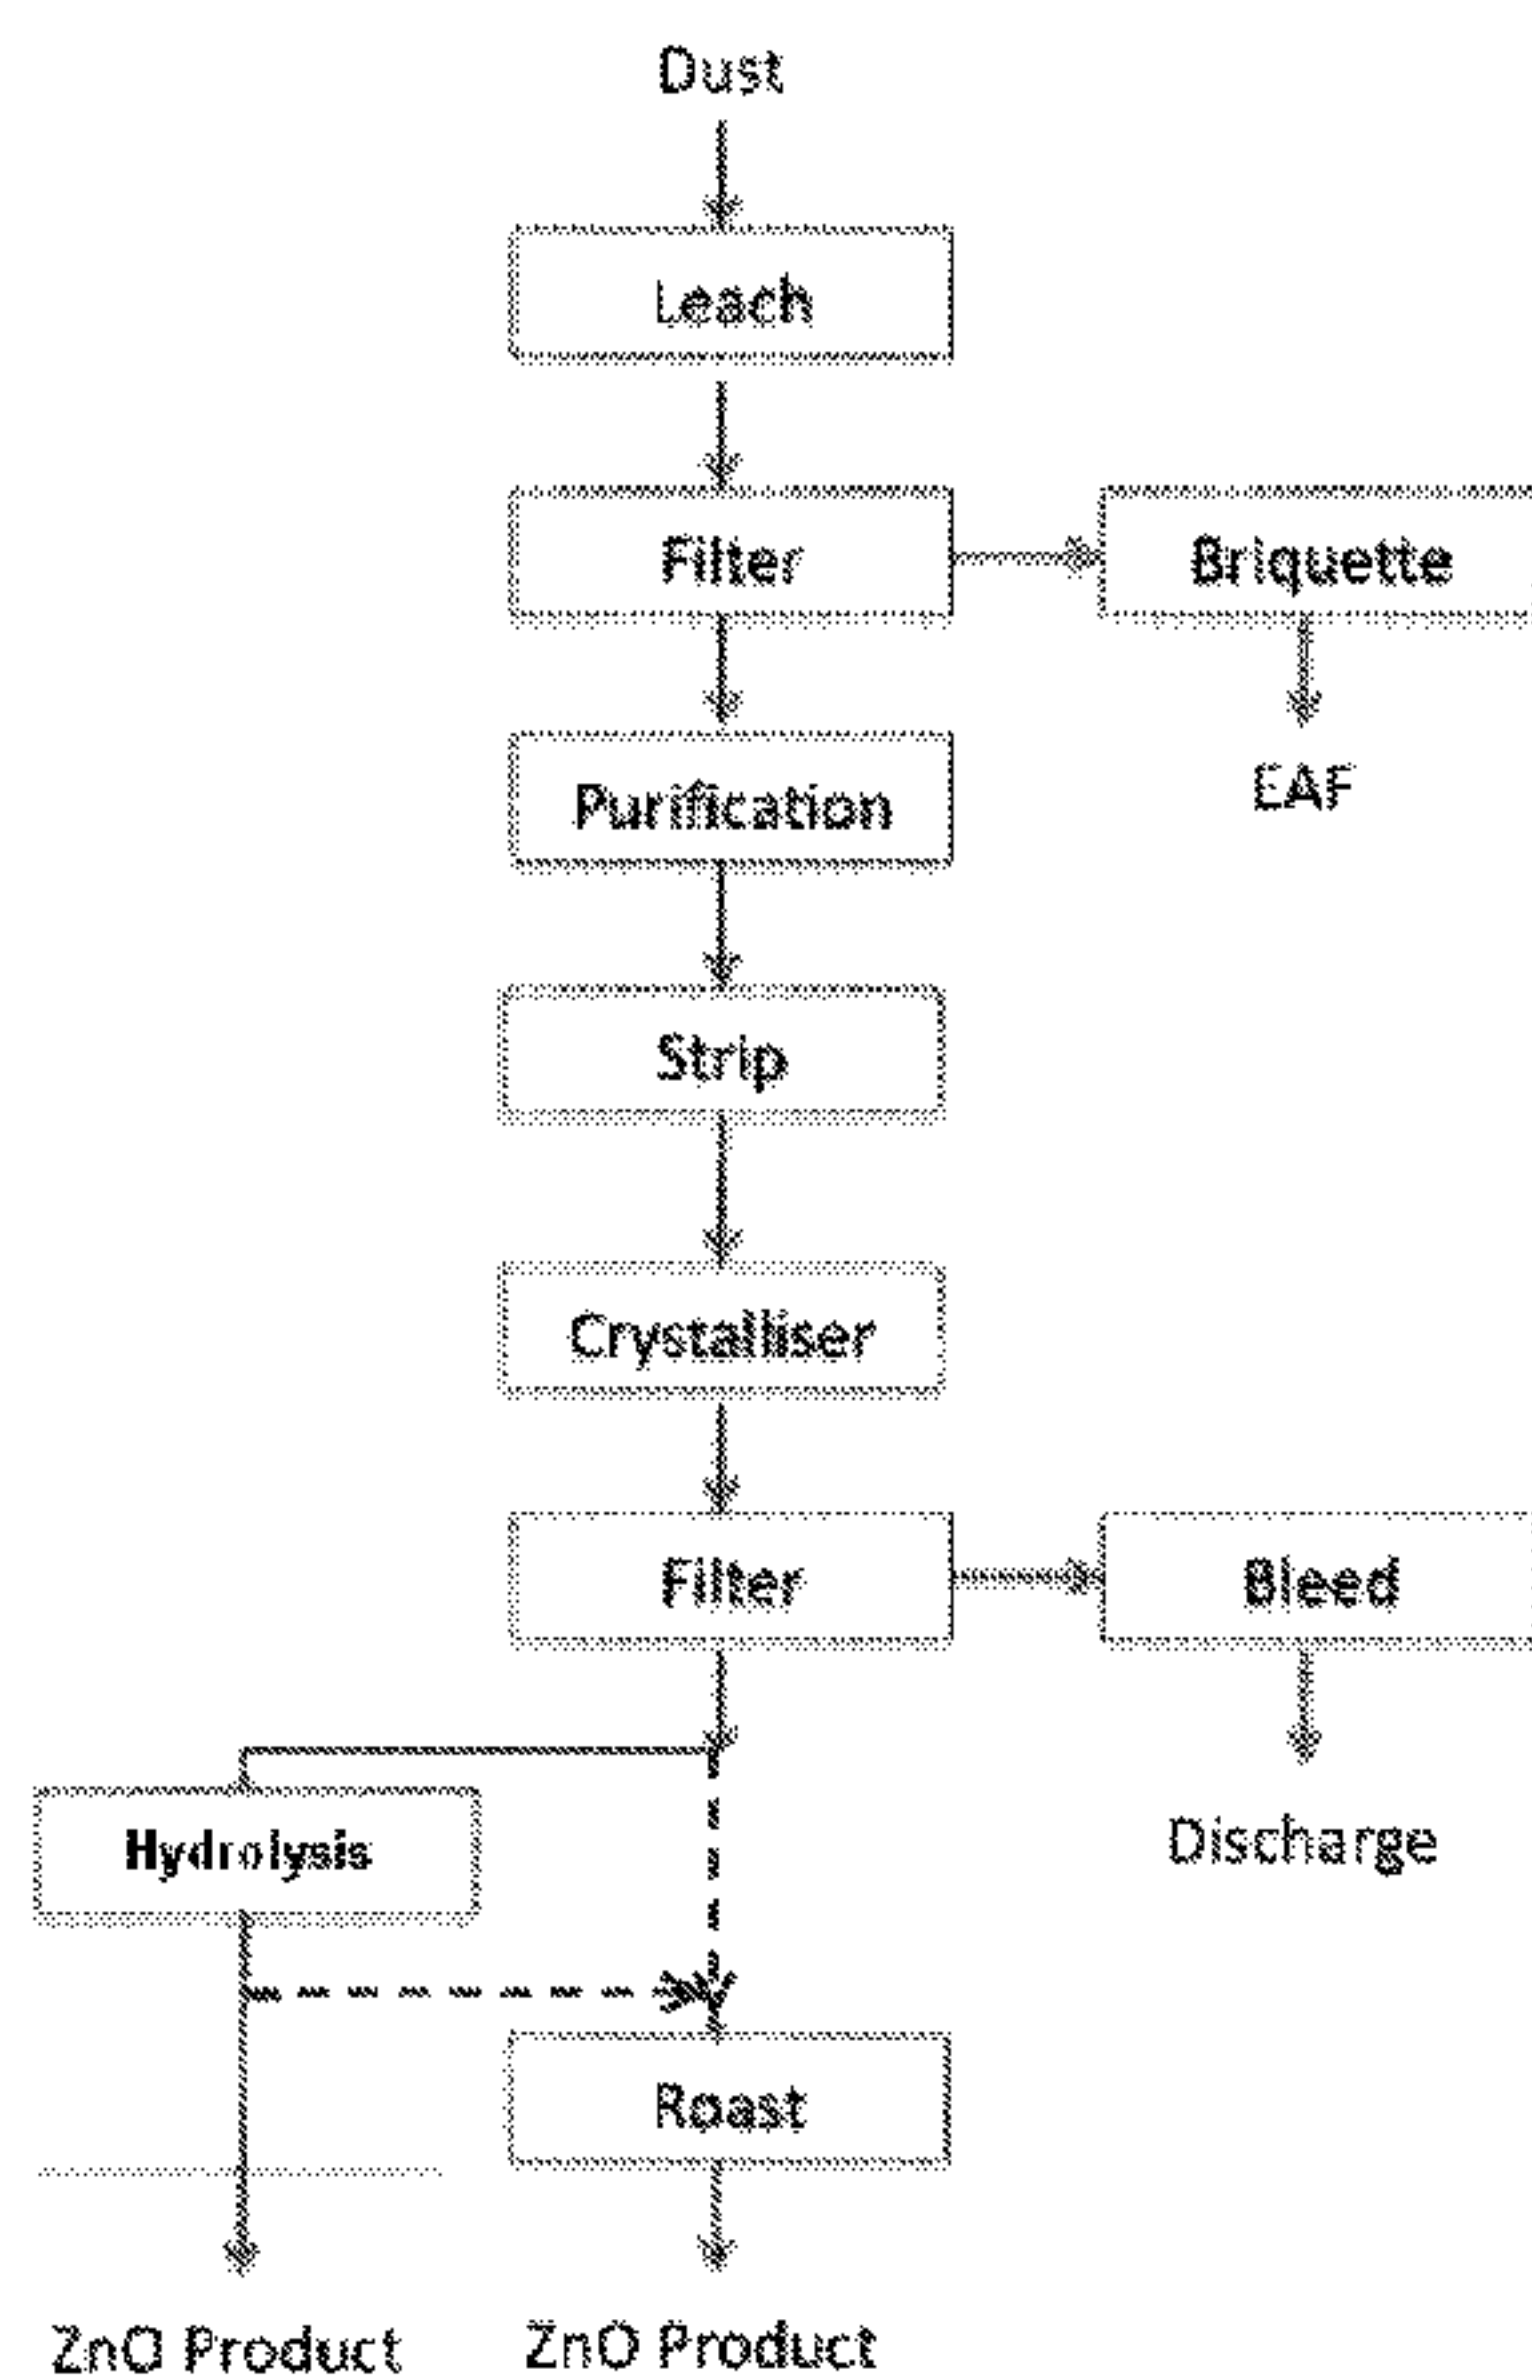 Dust
Leach
Filter
Briquette
Purification
EAF
Strip
Crystalliser
Filter
Bleed
Hydrolysis
Discharge
Roast
ZnO Product
ZnO Product